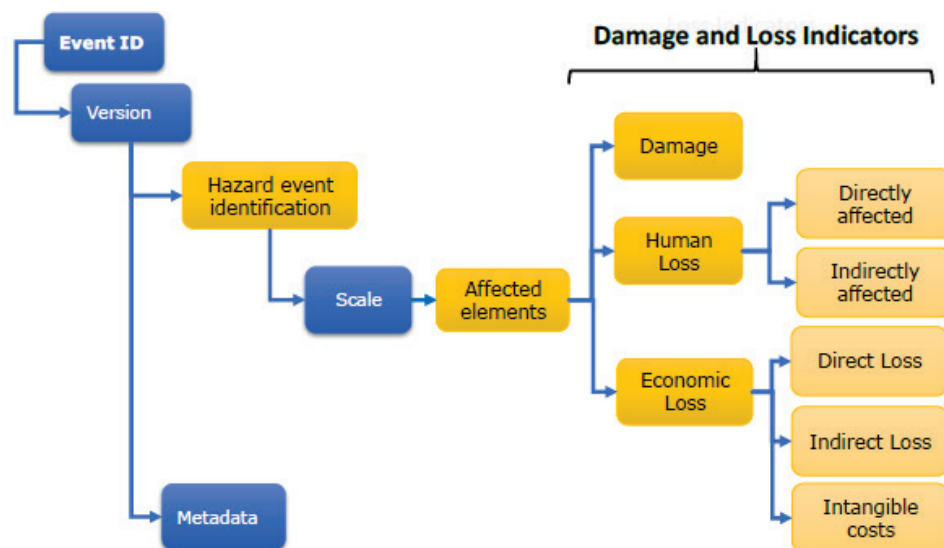 Event ID
Damage and Loss Indicators
Version
Damage
Hazard event
identification
Directly
affected
Human
Loss
Scale
Affected
elements
Indirectly
affected
Economic
Loss
Direct Loss
Indirect Loss
Metadata
Intangible
costs